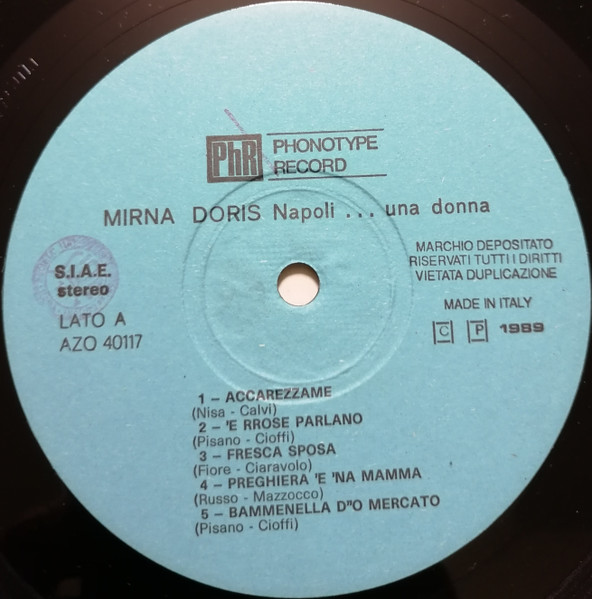 PhR
PHONOTYPE
RECORD
MIRNA DORIS Napoli ... una donna
S.I.A.E.
stereo
LATO A
AZO 40117
MARCHIO DEPOSITATO
RISERVATI TUTTI I DIRITTI
VIETATA DUPLICAZIONE
MADE IN ITALY
C P 1989
1 – ACCAREZZAME
(Nisa - Calvi)
2 – 'E RROSE PARLANO
(Pisano - Cioffi)
3 – FRESCA SPOSA
(Fiore - Ciaravolo)
4 – PREGHIERA 'E 'NA MAMMA
(Russo - Mazzocco)
5 – BAMMENELLA D''O MERCATO
(Pisano - Cioffi)